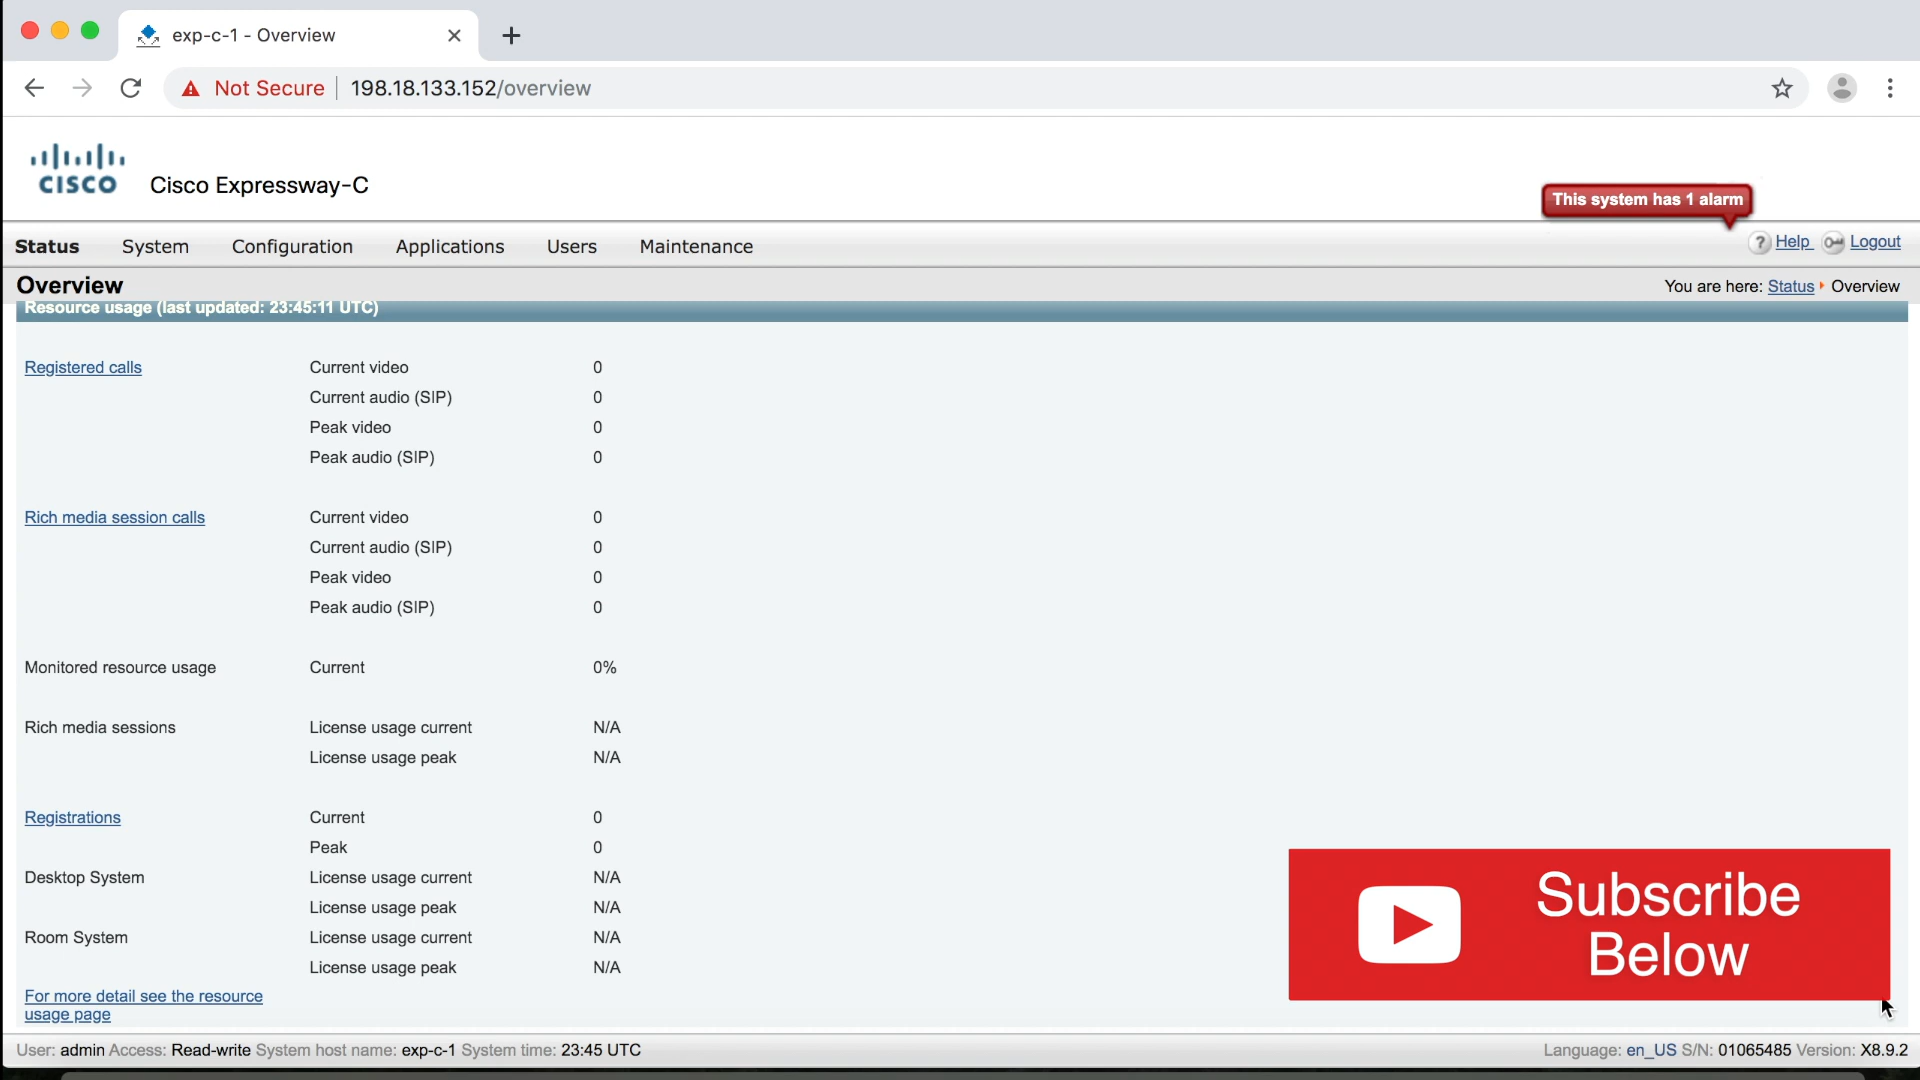 exp-c-1 - Overview
Not Secure 198.18.133.152/overview
CISCO Cisco Expressway-C
This system has 1 alarm
Status System Configuration Applications Users Maintenance
? Help Logout
Overview
You are here: Status Overview
Resource usage (last updated: 23:45:11 UTC)
Registered calls Current video 0
Current audio (SIP) 0
Peak video 0
Peak audio (SIP) 0
Rich media session calls Current video 0
Current audio (SIP) 0
Peak video 0
Peak audio (SIP) 0
Monitored resource usage Current 0%
Rich media sessions License usage current N/A
License usage peak N/A
Registrations Current 0
Peak 0
Desktop System License usage current N/A
License usage peak N/A
Room System License usage current N/A
License usage peak N/A
For more detail see the resource
usage page
Subscribe
Below
User: admin Access: Read-write System host name: exp-c-1 System time: 23:45 UTC
Language: en_US S/N: 01065485 Version: X8.9.2